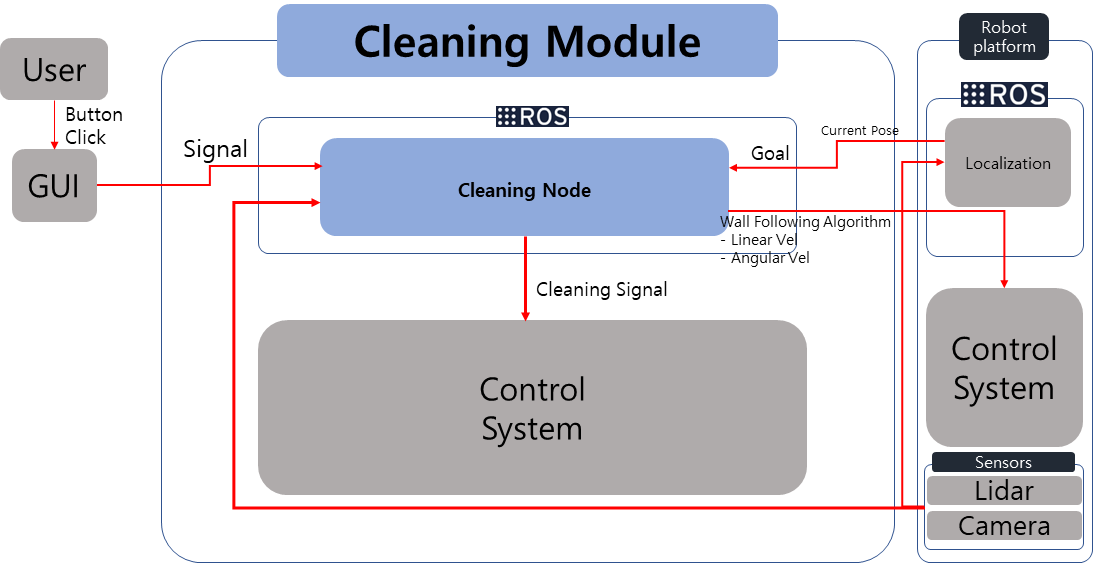 Cleaning Module
Robot
platform
User
Button
Click
GUI
Signal
ROS
Cleaning Node
Goal
Current Pose
ROS
Localization
Wall Following Algorithm
- Linear Vel
- Angular Vel
Cleaning Signal
Control
System
Control
System
Sensors
Lidar
Camera